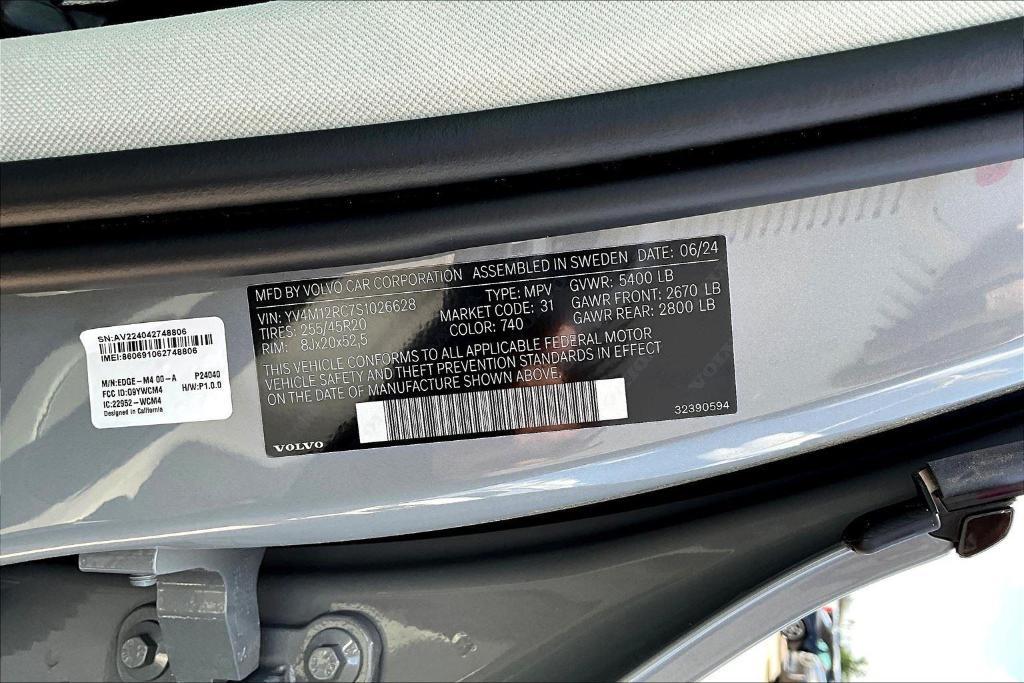 MFD BY VOLVO CAR CORPORATION ASSEMBLED IN SWEDEN DATE: 06/24
VIN: YV4M12RC7S1026628 TYPE: MPV GVWR: 5400 LB
TIRES: 255/45R20 MARKET CODE: 31 GAWR FRONT: 2670 LB
RIM: 8Jx20x52,5 COLOR: 740 GAWR REAR: 2800 LB
THIS VEHICLE CONFORMS TO ALL APPLICABLE FEDERAL MOTOR
VEHICLE SAFETY AND THEFT PREVENTION STANDARDS IN EFFECT
ON THE DATE OF MANUFACTURE SHOWN ABOVE.
VOLVO
32390594
SN:AV224042748806
IMEI:860691062748806
M/N:EDGE-M4 00-A P24040
FCC ID:O9YWCM4 H/W:P1.0.0
IC:22952-WCM4
Designed in California